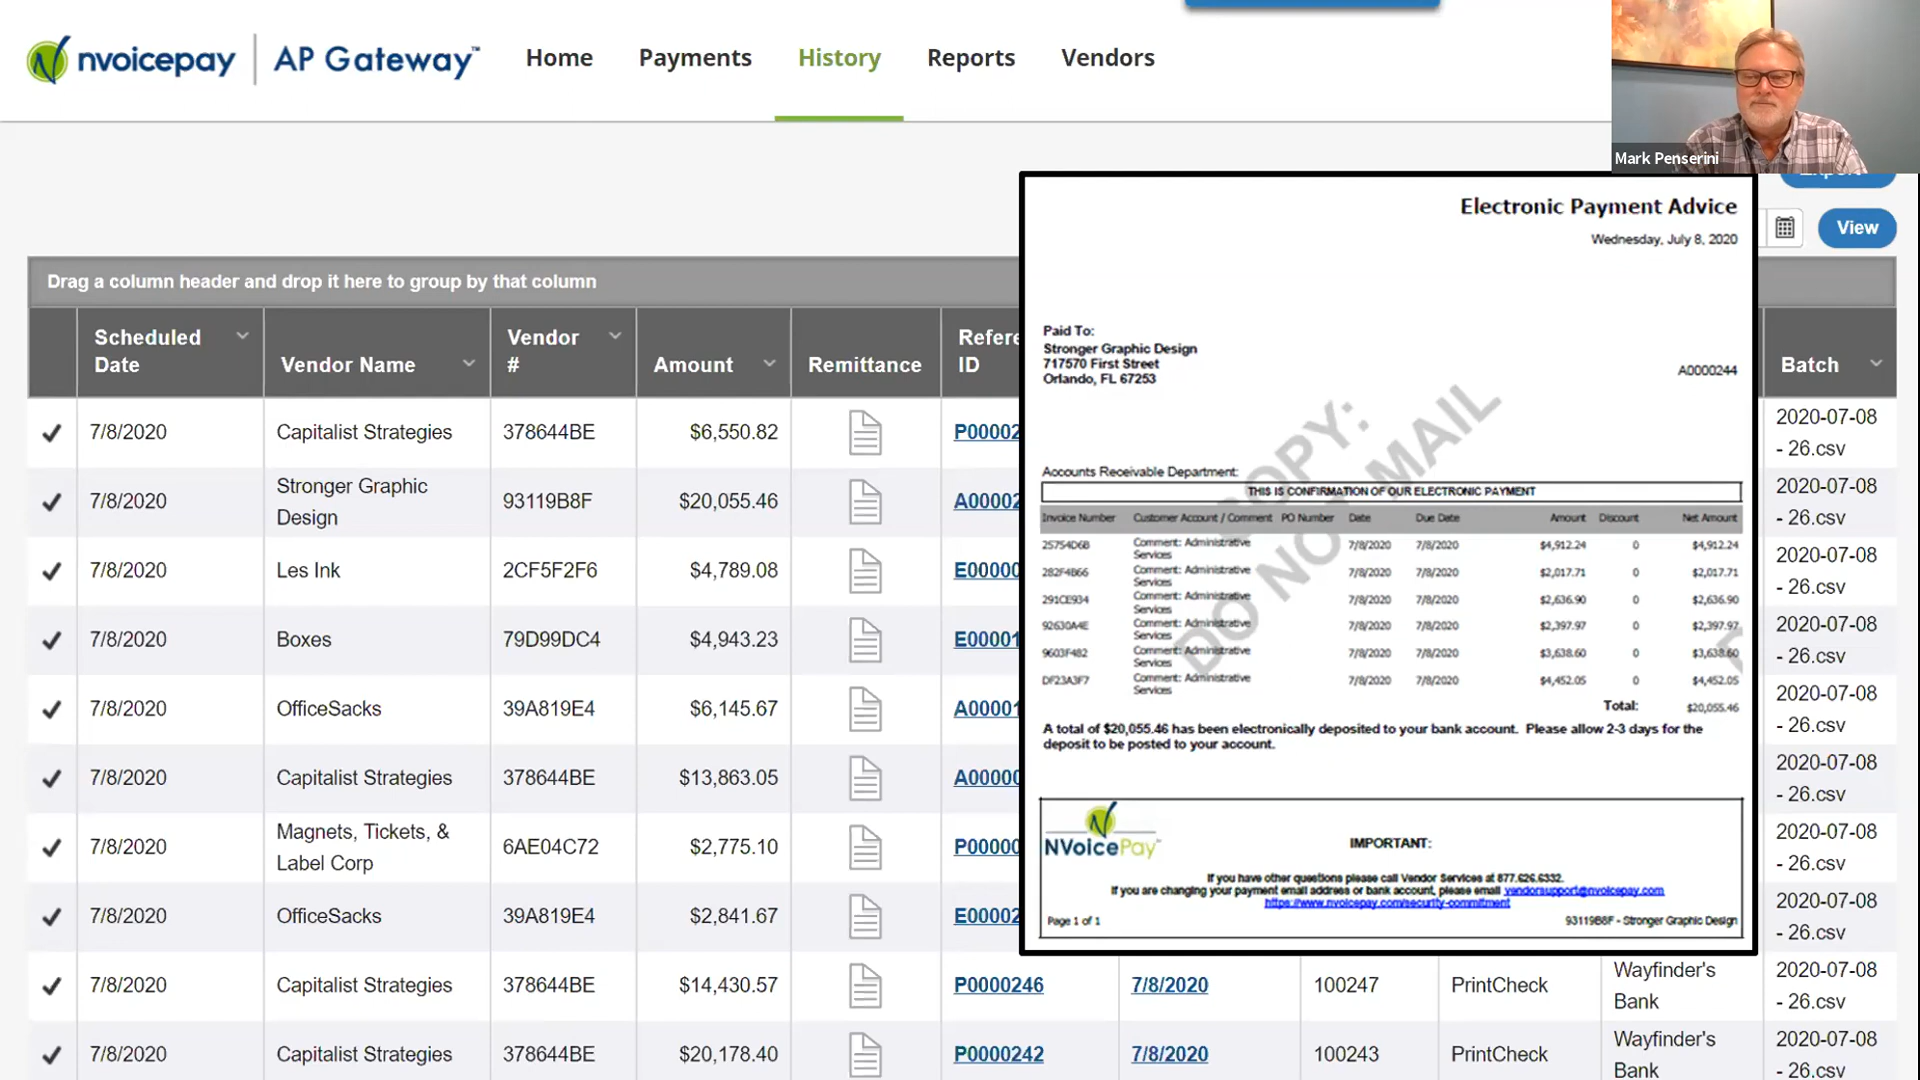 nvoicepay AP Gateway™ Home Payments History Reports Vendors
Mark Penserini
View
Drag a column header and drop it here to group by that column
Scheduled Date Vendor Name Vendor # Amount Remittance Refere ID Batch
7/8/2020 Capitalist Strategies 378644BE $6,550.82 P00002 2020-07-08 - 26.csv
7/8/2020 Stronger Graphic Design 93119B8F $20,055.46 A00002 2020-07-08 - 26.csv
7/8/2020 Les Ink 2CF5F2F6 $4,789.08 E00000 2020-07-08 - 26.csv
7/8/2020 Boxes 79D99DC4 $4,943.23 E00001 2020-07-08 - 26.csv
7/8/2020 OfficeSacks 39A819E4 $6,145.67 A00001 2020-07-08 - 26.csv
7/8/2020 Capitalist Strategies 378644BE $13,863.05 A00000 2020-07-08 - 26.csv
7/8/2020 Magnets, Tickets, & Label Corp 6AE04C72 $2,775.10 P00000 2020-07-08 - 26.csv
7/8/2020 OfficeSacks 39A819E4 $2,841.67 E00002 2020-07-08 - 26.csv
7/8/2020 Capitalist Strategies 378644BE $14,430.57 P0000246 7/8/2020 100247 PrintCheck Wayfinder's Bank 2020-07-08 - 26.csv
7/8/2020 Capitalist Strategies 378644BE $20,178.40 P0000242 7/8/2020 100243 PrintCheck Wayfinder's Bank 2020-07-08 - 26.csv
Electronic Payment Advice
Wednesday, July 8, 2020
Paid To:
Stronger Graphic Design
717570 First Street
Orlando, FL 67253
A0000244
COPY:
DO NOT MAIL
Accounts Receivable Department:
THIS IS CONFIRMATION OF OUR ELECTRONIC PAYMENT
Invoice Number Customer Account / Comment PO Number Date Due Date Amount Discount Net Amount
25754D6B Comment: Administrative Services 7/8/2020 7/8/2020 $4,912.24 0 $4,912.24
282F4B66 Comment: Administrative Services 7/8/2020 7/8/2020 $2,017.71 0 $2,017.71
291CE934 Comment: Administrative Services 7/8/2020 7/8/2020 $2,636.90 0 $2,636.90
92630A4E Comment: Administrative Services 7/8/2020 7/8/2020 $2,397.97 0 $2,397.97
9603F482 Comment: Administrative Services 7/8/2020 7/8/2020 $3,638.60 0 $3,638.60
DF23A3F7 Comment: Administrative Services 7/8/2020 7/8/2020 $4,452.05 0 $4,452.05
Total: $20,055.46
A total of $20,055.46 has been electronically deposited to your bank account. Please allow 2-3 days for the
deposit to be posted to your account.
NVoicePay
IMPORTANT:
If you have other questions please call Vendor Services at 877.626.6332.
If you are changing your payment email address or bank account, please email vendorsupport@nvoicepay.com
https://www.nvoicepay.com/security-commitment
Page 1 of 1 93119B8F - Stronger Graphic Design